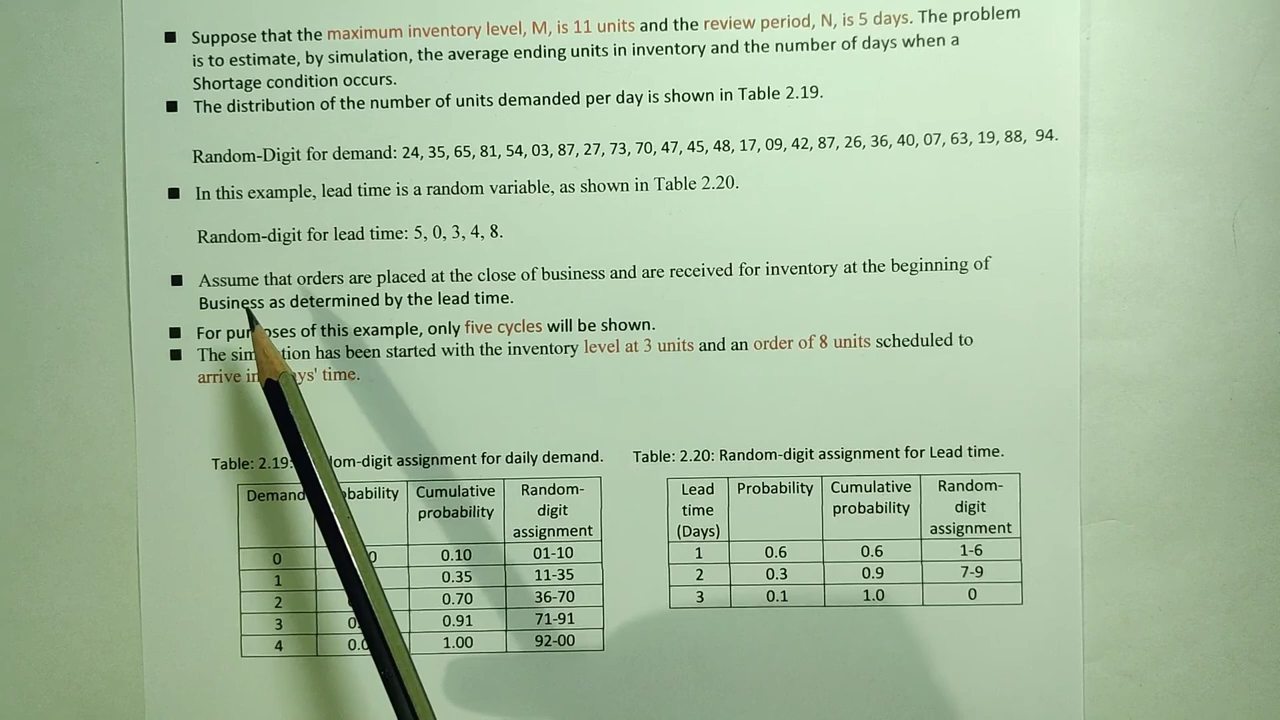 ■ Suppose that the maximum inventory level, M, is 11 units and the review period, N, is 5 days. The problem
is to estimate, by simulation, the average ending units in inventory and the number of days when a
Shortage condition occurs.
■ The distribution of the number of units demanded per day is shown in Table 2.19.
Random-Digit for demand: 24, 35, 65, 81, 54, 03, 87, 27, 73, 70, 47, 45, 48, 17, 09, 42, 87, 26, 36, 40, 07, 63, 19, 88, 94.
■ In this example, lead time is a random variable, as shown in Table 2.20.
Random-digit for lead time: 5, 0, 3, 4, 8.
■ Assume that orders are placed at the close of business and are received for inventory at the beginning of
Business as determined by the lead time.
■ For purposes of this example, only five cycles will be shown.
■ The simulation has been started with the inventory level at 3 units and an order of 8 units scheduled to
arrive in days' time.
Table: 2.19: Random-digit assignment for daily demand.
Demand Probability Cumulative probability Random-digit assignment
0 0.10 01-10
1 0.35 11-35
2 0.70 36-70
3 0.91 71-91
4 1.00 92-00
Table: 2.20: Random-digit assignment for Lead time.
Lead time (Days) Probability Cumulative probability Random-digit assignment
1 0.6 0.6 1-6
2 0.3 0.9 7-9
3 0.1 1.0 0